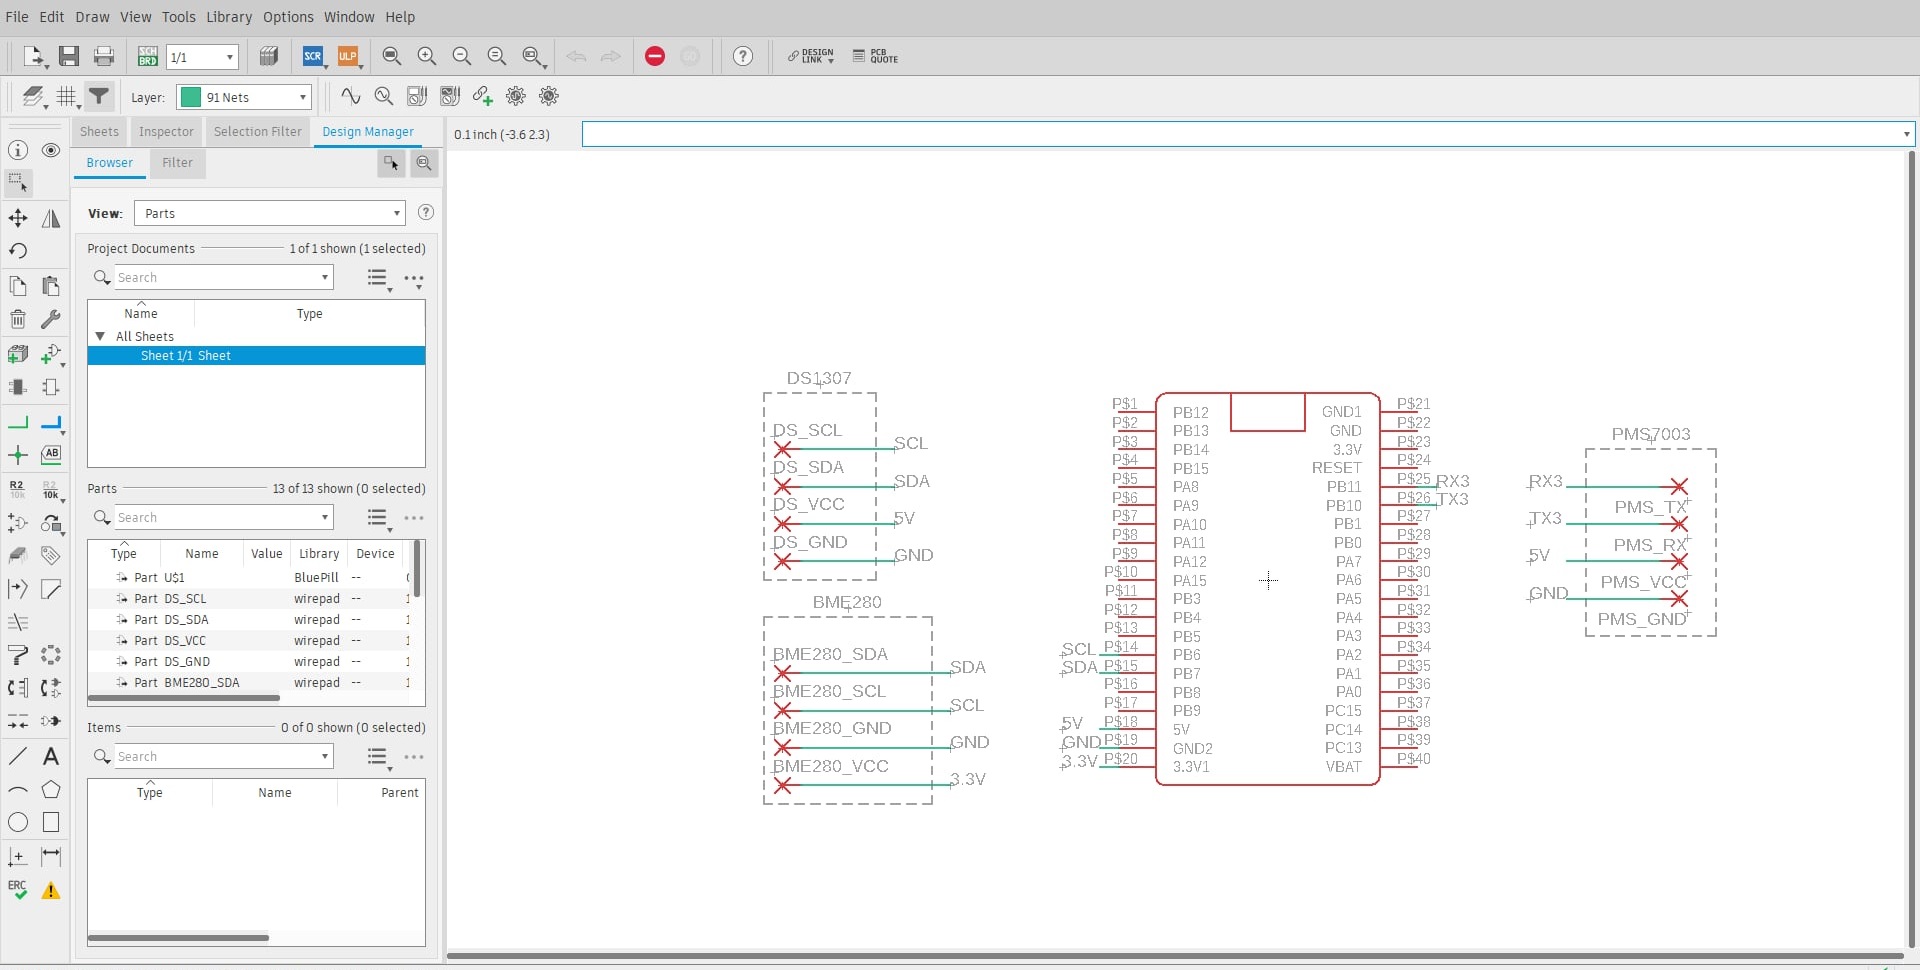 File Edit Draw View Tools Library Options Window Help
SCH BRD 1/1 SCR ULP DESIGN LINK PCB QUOTE
Layer: 91 Nets
Sheets Inspector Selection Filter Design Manager
0.1 inch (-3.6 2.3)
Browser Filter
View: Parts
Project Documents 1 of 1 shown (1 selected)
Search
Name Type
All Sheets
Sheet 1/1 Sheet
Parts 13 of 13 shown (0 selected)
Search
Type Name Value Library Device
Part U$1 BluePill --
Part DS_SCL wirepad -- 1
Part DS_SDA wirepad -- 1
Part DS_VCC wirepad -- 1
Part DS_GND wirepad -- 1
Part BME280_SDA wirepad -- 1
Items 0 of 0 shown (0 selected)
Search
Type Name Parent
AB
R2 10k
R2 10k
A
ERC
DS1307
DS_SCL SCL
DS_SDA SDA
DS_VCC 5V
DS_GND GND
BME280
BME280_SDA SDA
BME280_SCL SCL
BME280_GND GND
BME280_VCC 3.3V
P$1 PB12 GND1 P$21
P$2 PB13 GND P$22
P$3 PB14 3.3V P$23
P$4 PB15 RESET P$24
P$5 PA8 PB11 P$25 RX3
P$6 PA9 PB10 P$26 TX3
P$7 PA10 PB1 P$27
P$8 PA11 PB0 P$28
P$9 PA12 PA7 P$29
P$10 PA15 PA6 P$30
P$11 PB3 PA5 P$31
P$12 PB4 PA4 P$32
P$13 PB5 PA3 P$33
SCL P$14 PB6 PA2 P$34
SDA P$15 PB7 PA1 P$35
P$16 PB8 PA0 P$36
P$17 PB9 PC15 P$37
5V P$18 5V PC14 P$38
GND P$19 GND2 PC13 P$39
3.3V P$20 3.3V1 VBAT P$40
PMS7003
RX3
PMS_TX
TX3
PMS_RX
5V
PMS_VCC
GND
PMS_GND